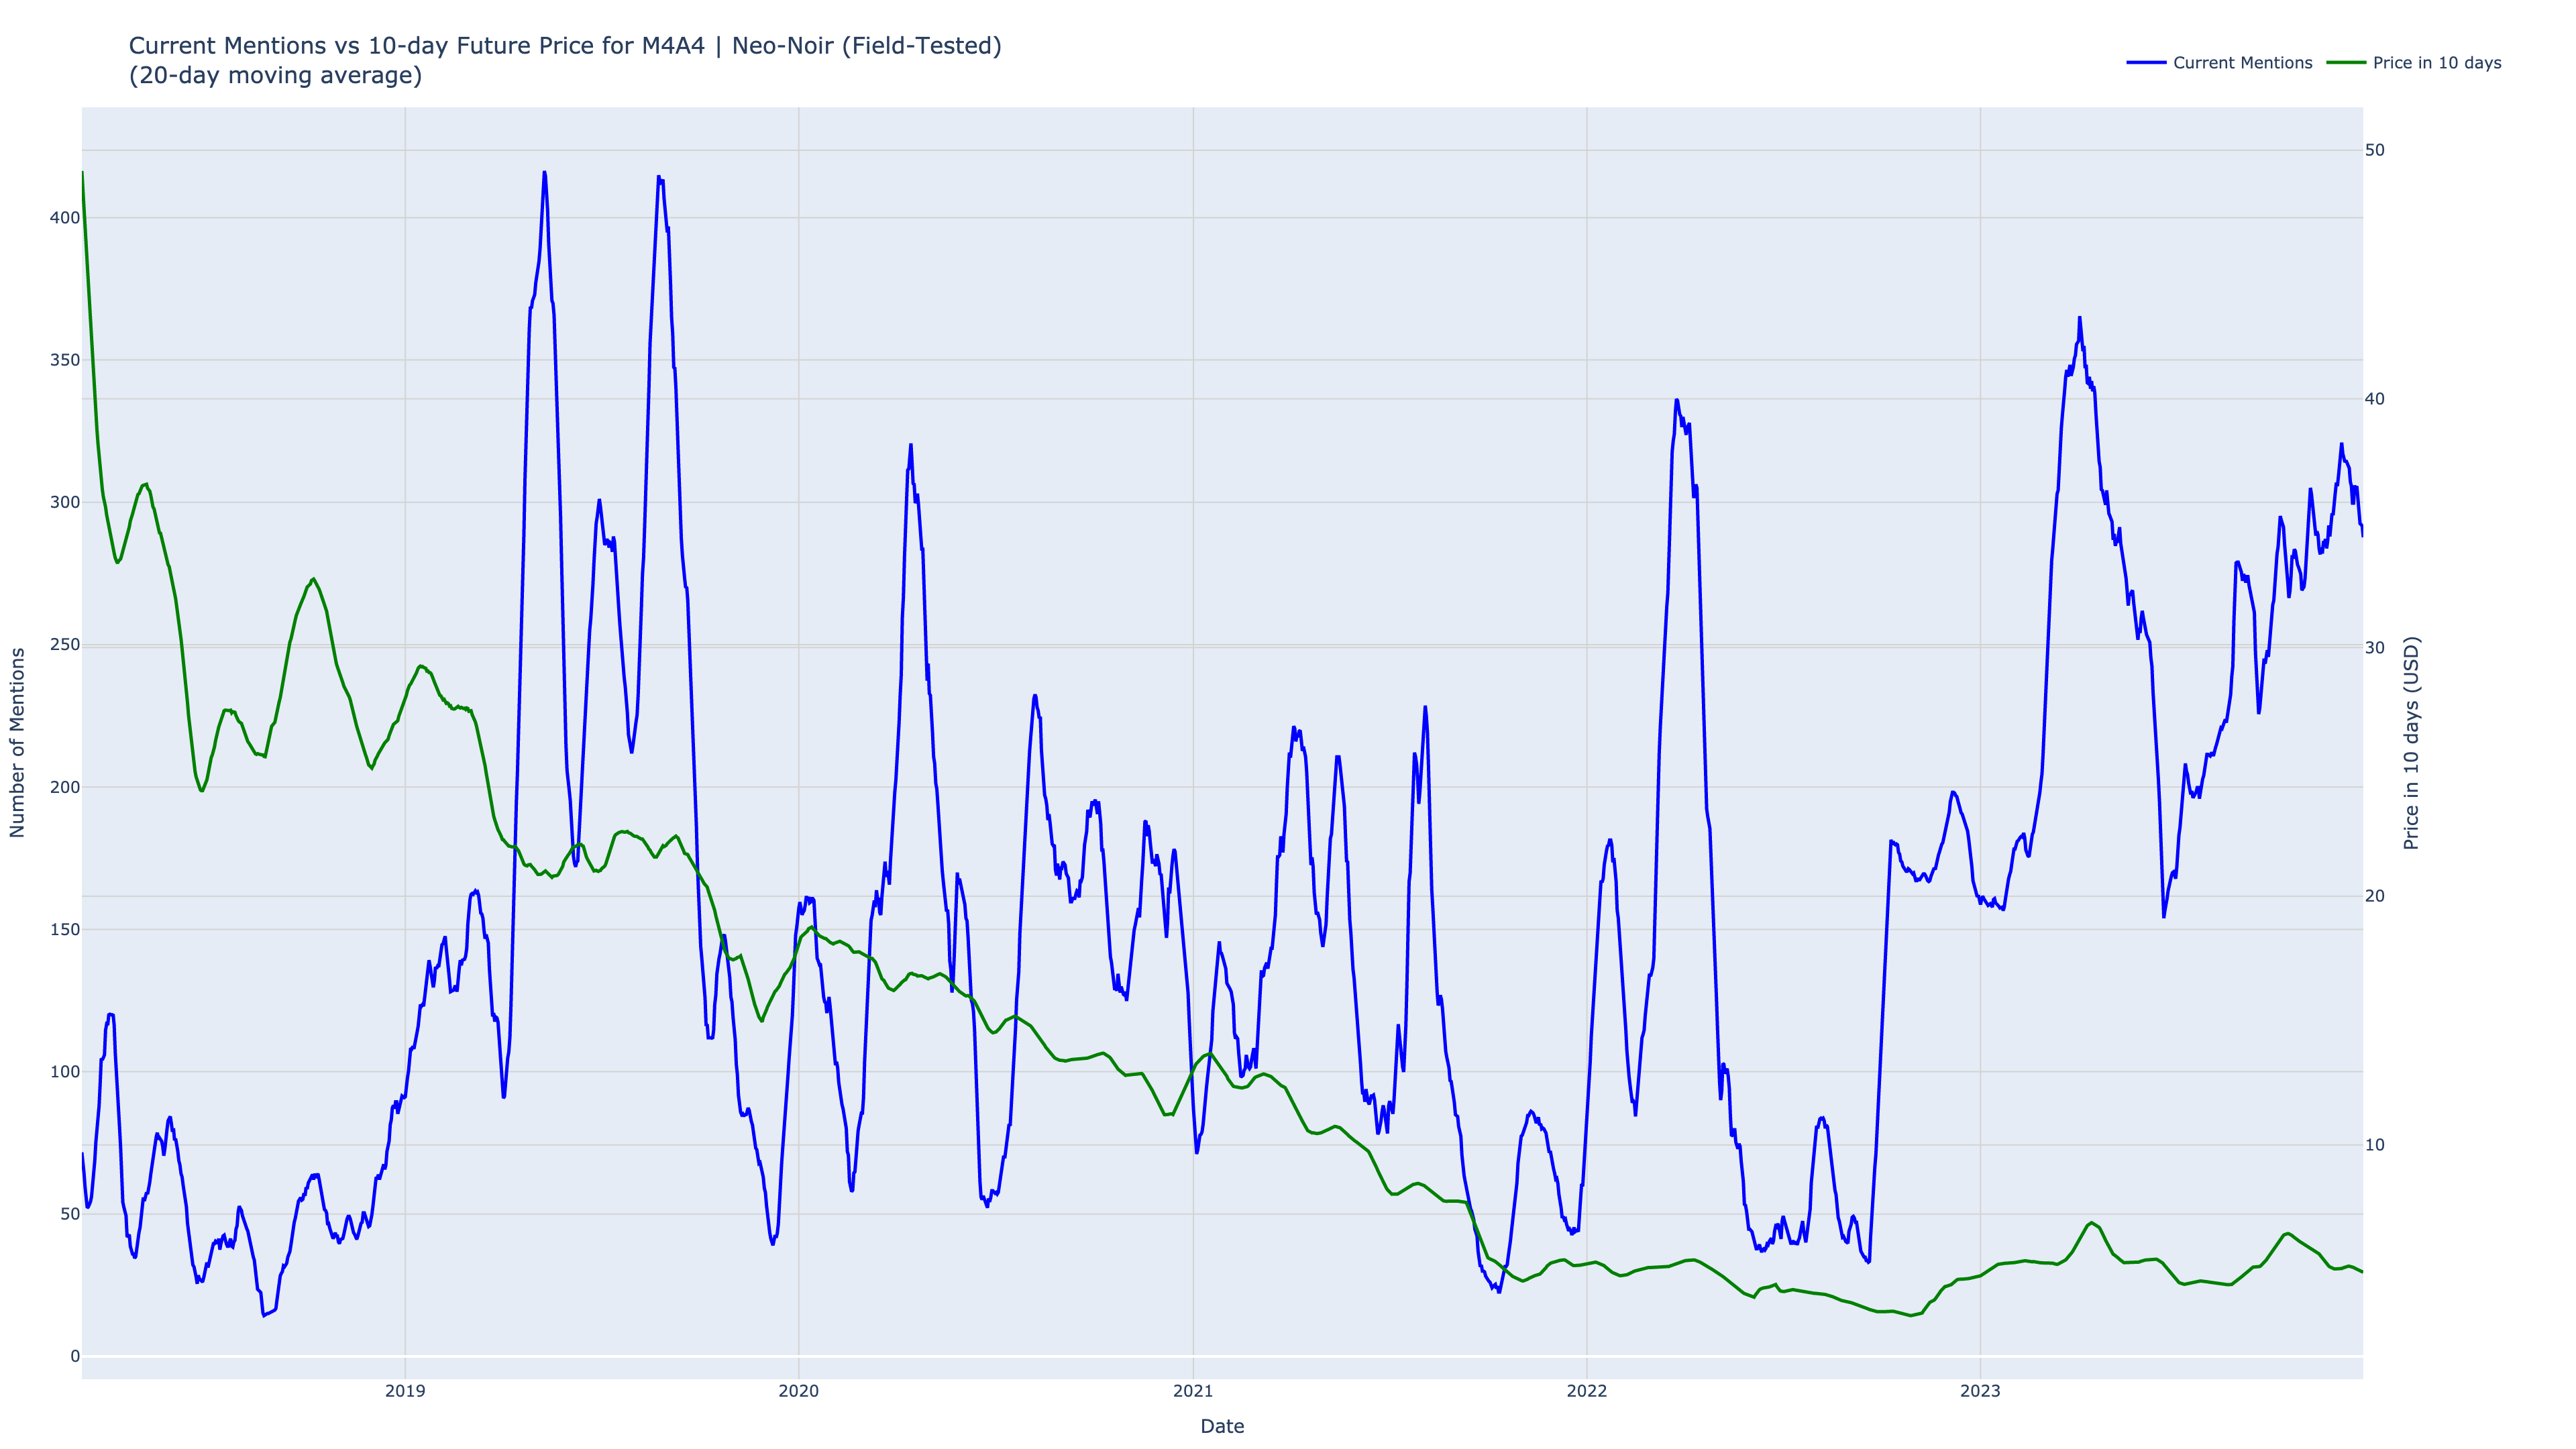 Current Mentions vs 10-day Future Price for M4A4 | Neo-Noir (Field-Tested)
(20-day moving average)
Current Mentions
Price in 10 days
Number of Mentions
400
350
300
250
200
150
100
50
0
50
40
30
20
10
Price in 10 days (USD)
2019
2020
2021
2022
2023
Date